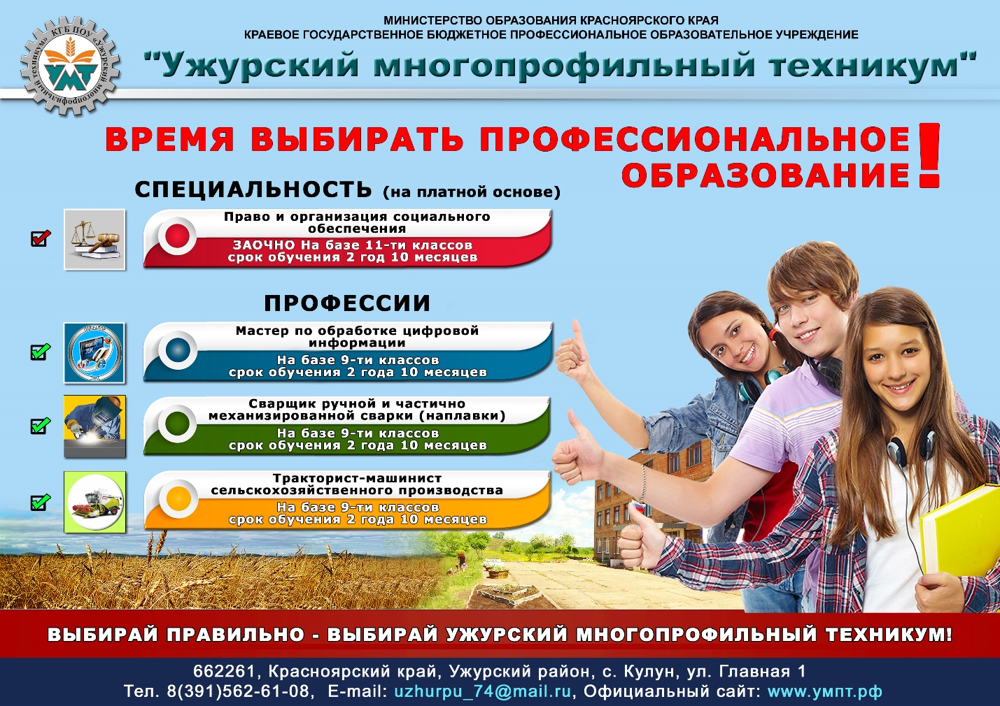 КГБ ПОУ «Ужурский многопрофильный техникум»
УМТ
МИНИСТЕРСТВО ОБРАЗОВАНИЯ КРАСНОЯРСКОГО КРАЯ
КРАЕВОЕ ГОСУДАРСТВЕННОЕ БЮДЖЕТНОЕ ПРОФЕССИОНАЛЬНОЕ ОБРАЗОВАТЕЛЬНОЕ УЧРЕЖДЕНИЕ
"Ужурский многопрофильный техникум"
ВРЕМЯ ВЫБИРАТЬ ПРОФЕССИОНАЛЬНОЕ
ОБРАЗОВАНИЕ!
СПЕЦИАЛЬНОСТЬ (на платной основе)
Право и организация социального
обеспечения
ЗАОЧНО На базе 11-ти классов
срок обучения 2 год 10 месяцев
ПРОФЕССИИ
Мастер по обработке цифровой
информации
На базе 9-ти классов
срок обучения 2 года 10 месяцев
Сварщик ручной и частично
механизированной сварки (наплавки)
На базе 9-ти классов
срок обучения 2 года 10 месяцев
Тракторист-машинист
сельскохозяйственного производства
На базе 9-ти классов
срок обучения 2 года 10 месяцев
ВЫБИРАЙ ПРАВИЛЬНО - ВЫБИРАЙ УЖУРСКИЙ МНОГОПРОФИЛЬНЫЙ ТЕХНИКУМ!
662261, Красноярский край, Ужурский район, с. Кулун, ул. Главная 1
Тел. 8(391)562-61-08, E-mail: uzhurpu_74@mail.ru, Официальный сайт: www.умпт.рф